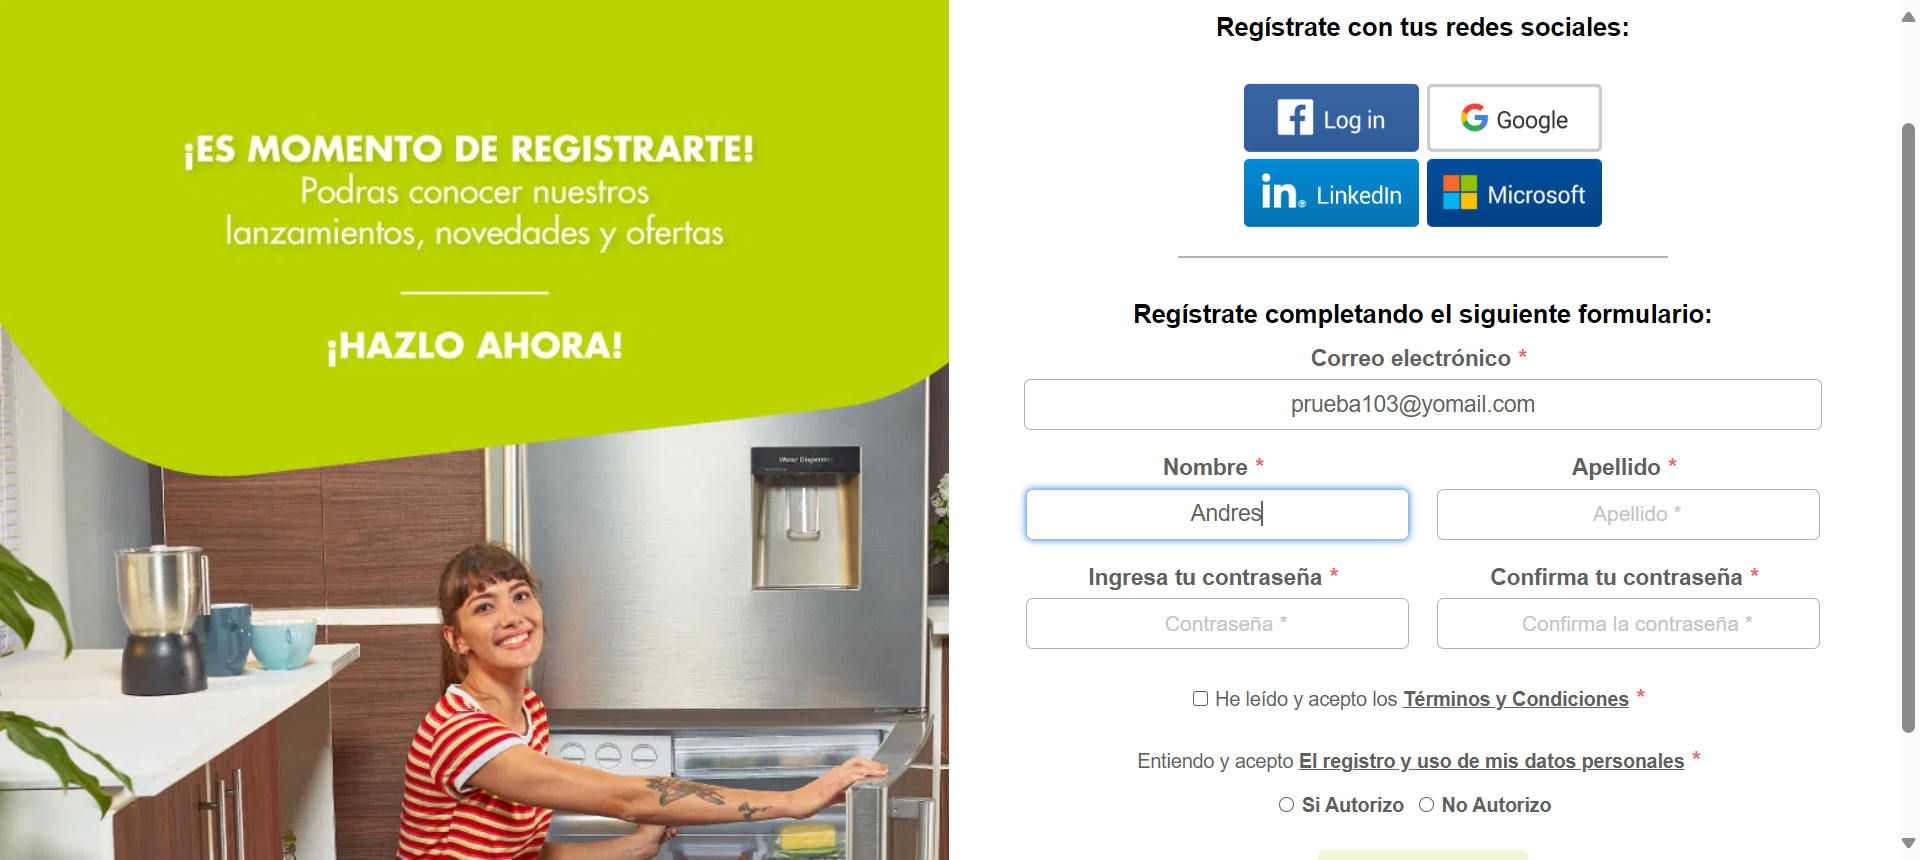 ¡ES MOMENTO DE REGISTRARTE!
Podras conocer nuestros
lanzamientos, novedades y ofertas
¡HAZLO AHORA!
Water Dispenser
Regístrate con tus redes sociales:
Log in
Google
LinkedIn
Microsoft
Regístrate completando el siguiente formulario:
Correo electrónico *
prueba103@yomail.com
Nombre * Apellido *
Andres Apellido *
Ingresa tu contraseña * Confirma tu contraseña *
Contraseña * Confirma la contraseña *
He leído y acepto los Términos y Condiciones *
Entiendo y acepto El registro y uso de mis datos personales *
Si Autorizo No Autorizo